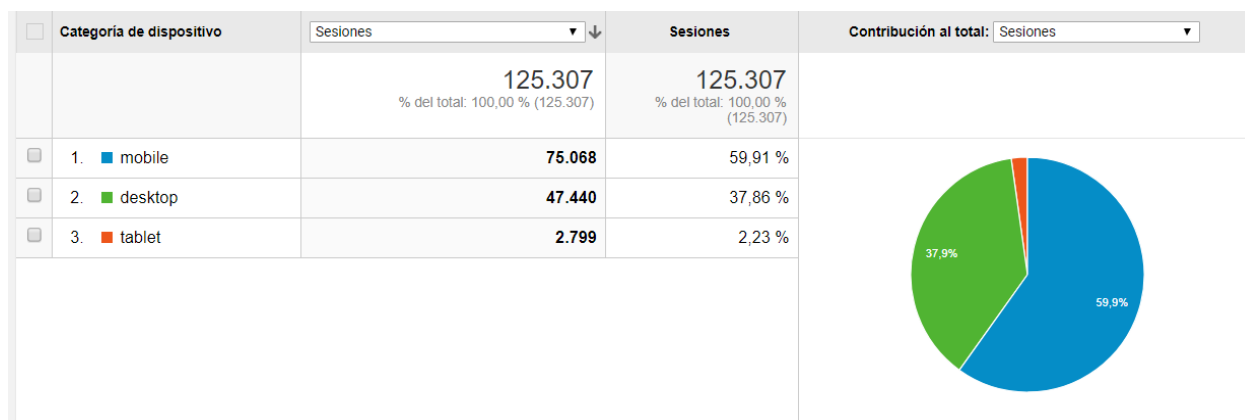 Categoría de dispositivo Sesiones Sesiones Contribución al total: Sesiones
125.307 125.307
% del total: 100,00 % (125.307) % del total: 100,00 %
(125.307)
1. mobile 75.068 59,91 %
2. desktop 47.440 37,86 %
3. tablet 2.799 2,23 %
37,9%
59,9%